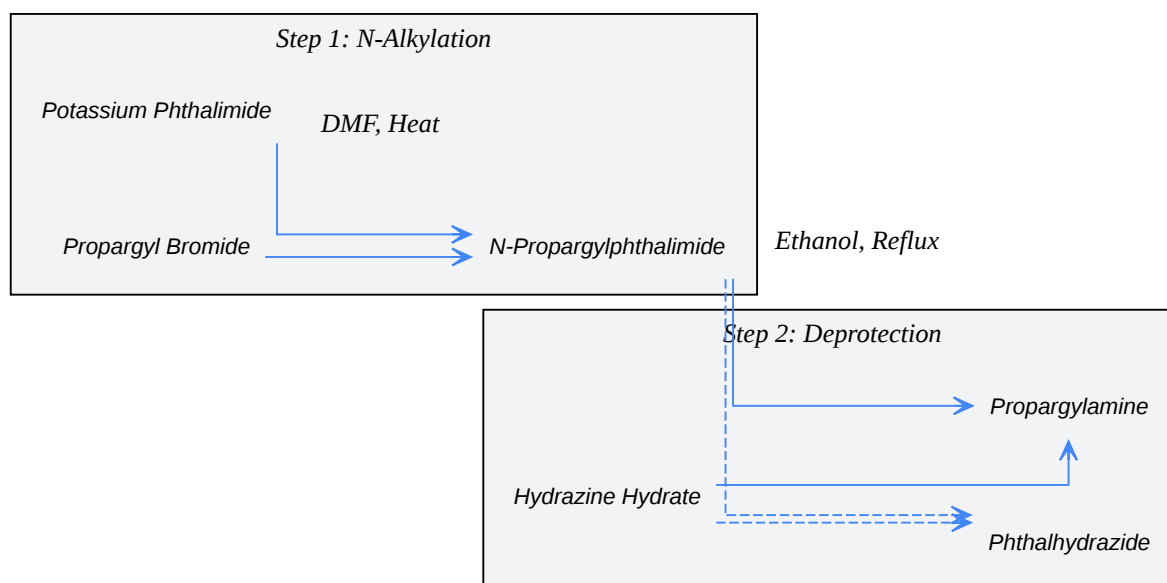 Step 1: N-Alkylation
Potassium Phthalimide
DMF, Heat
Propargyl Bromide
N-Propargylphthalimide
Ethanol, Reflux
Step 2: Deprotection
Propargylamine
Hydrazine Hydrate
Phthalhydrazide